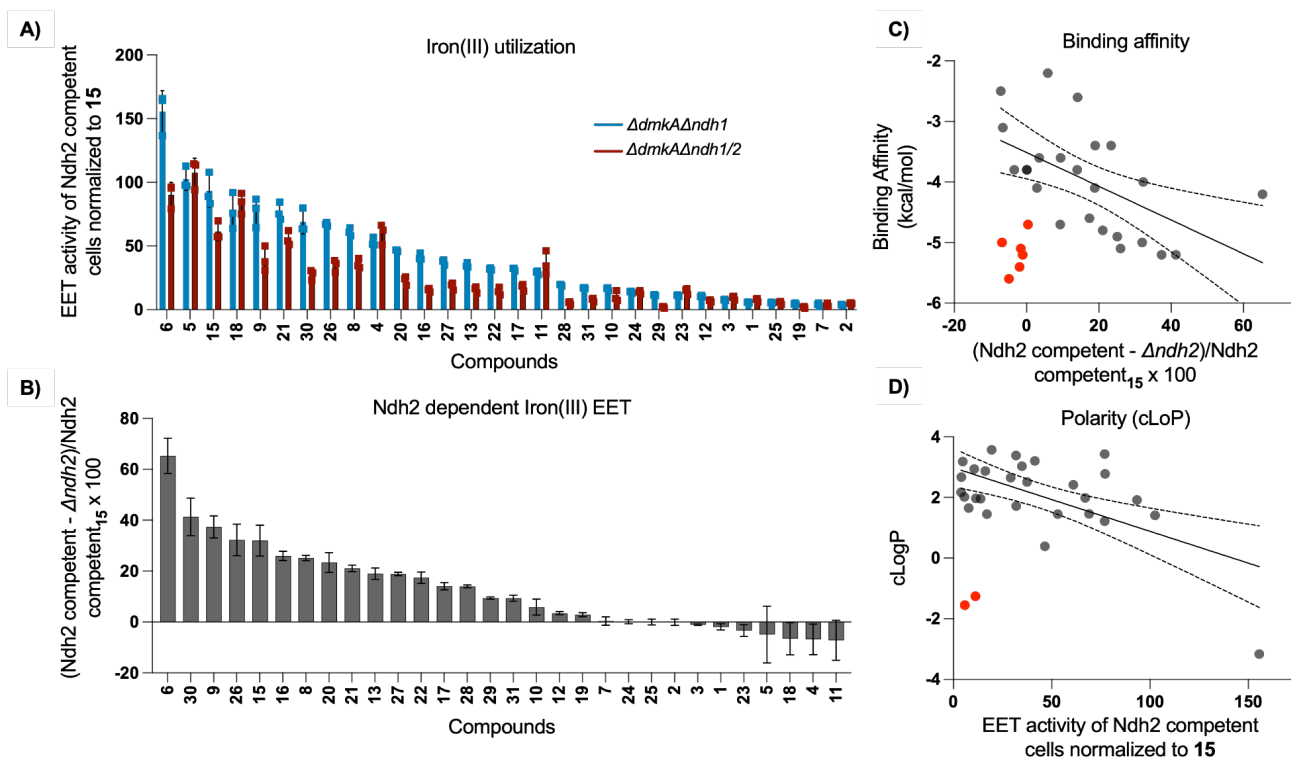 A)
Iron(III) utilization
EET activity of Ndh2 competent
cells normalized to 15
200
150
100
50
0
ΔdmkAΔndh1
ΔdmkAΔndh1/2
6 5 15 18 9 21 30 26 8 4 20 16 27 13 22 17 11 28 31 10 24 29 23 12 3 1 25 19 7 2
Compounds
B)
Ndh2 dependent Iron(III) EET
(Ndh2 competent - Δndh2)/Ndh2
competent15 x 100
80
60
40
20
0
-20
6 30 9 26 15 16 8 20 21 13 27 22 17 28 29 31 10 12 19 7 24 25 2 3 1 23 5 18 4 11
Compounds
C)
Binding affinity
Binding Affinity
(kcal/mol)
-2
-3
-4
-5
-6
-20 0 20 40 60
(Ndh2 competent - Δndh2)/Ndh2
competent15 x 100
D)
Polarity (cLoP)
cLogP
4
2
0
-2
-4
0 50 100 150
EET activity of Ndh2 competent
cells normalized to 15